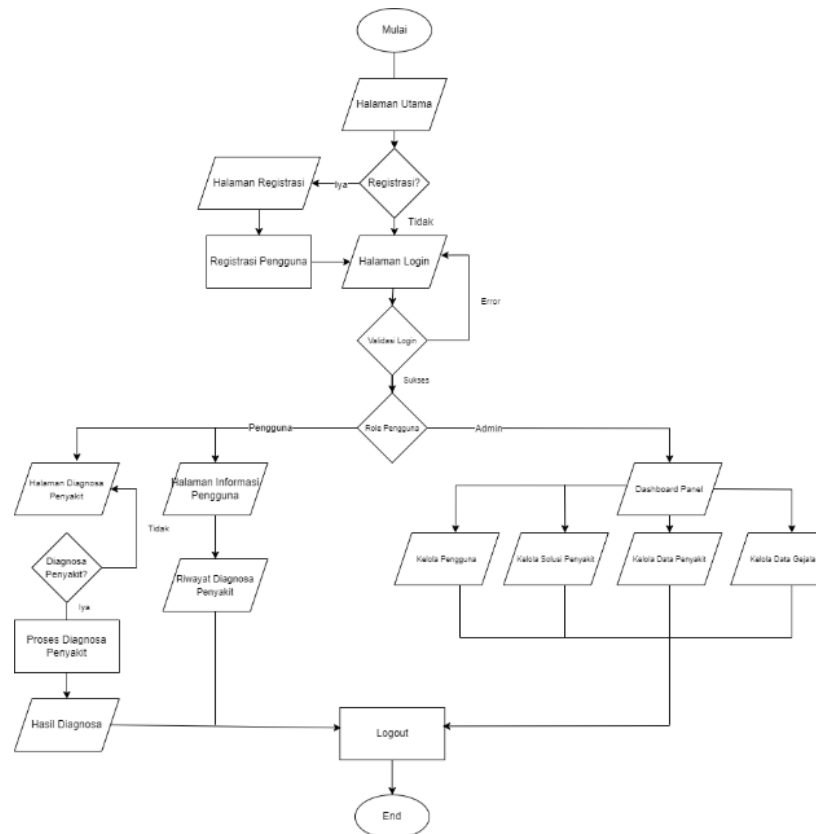 Mulai
Halaman Utama
Registrasi?
Iya
Halaman Registrasi
Tidak
Registrasi Pengguna
Halaman Login
Error
Validasi Login
Sukses
Pengguna
Role Pengguna
Admin
Halaman Diagnosa
Penyakit
Halaman Informasi
Pengguna
Dashboard Panel
Tidak
Diagnosa
Penyakit?
Kelola Pengguna
Kelola Solusi Penyakit
Kelola Data Penyakit
Kelola Data Gejala
Riwayat Diagnosa
Penyakit
Iya
Proses Diagnosa
Penyakit
Hasil Diagnosa
Logout
End